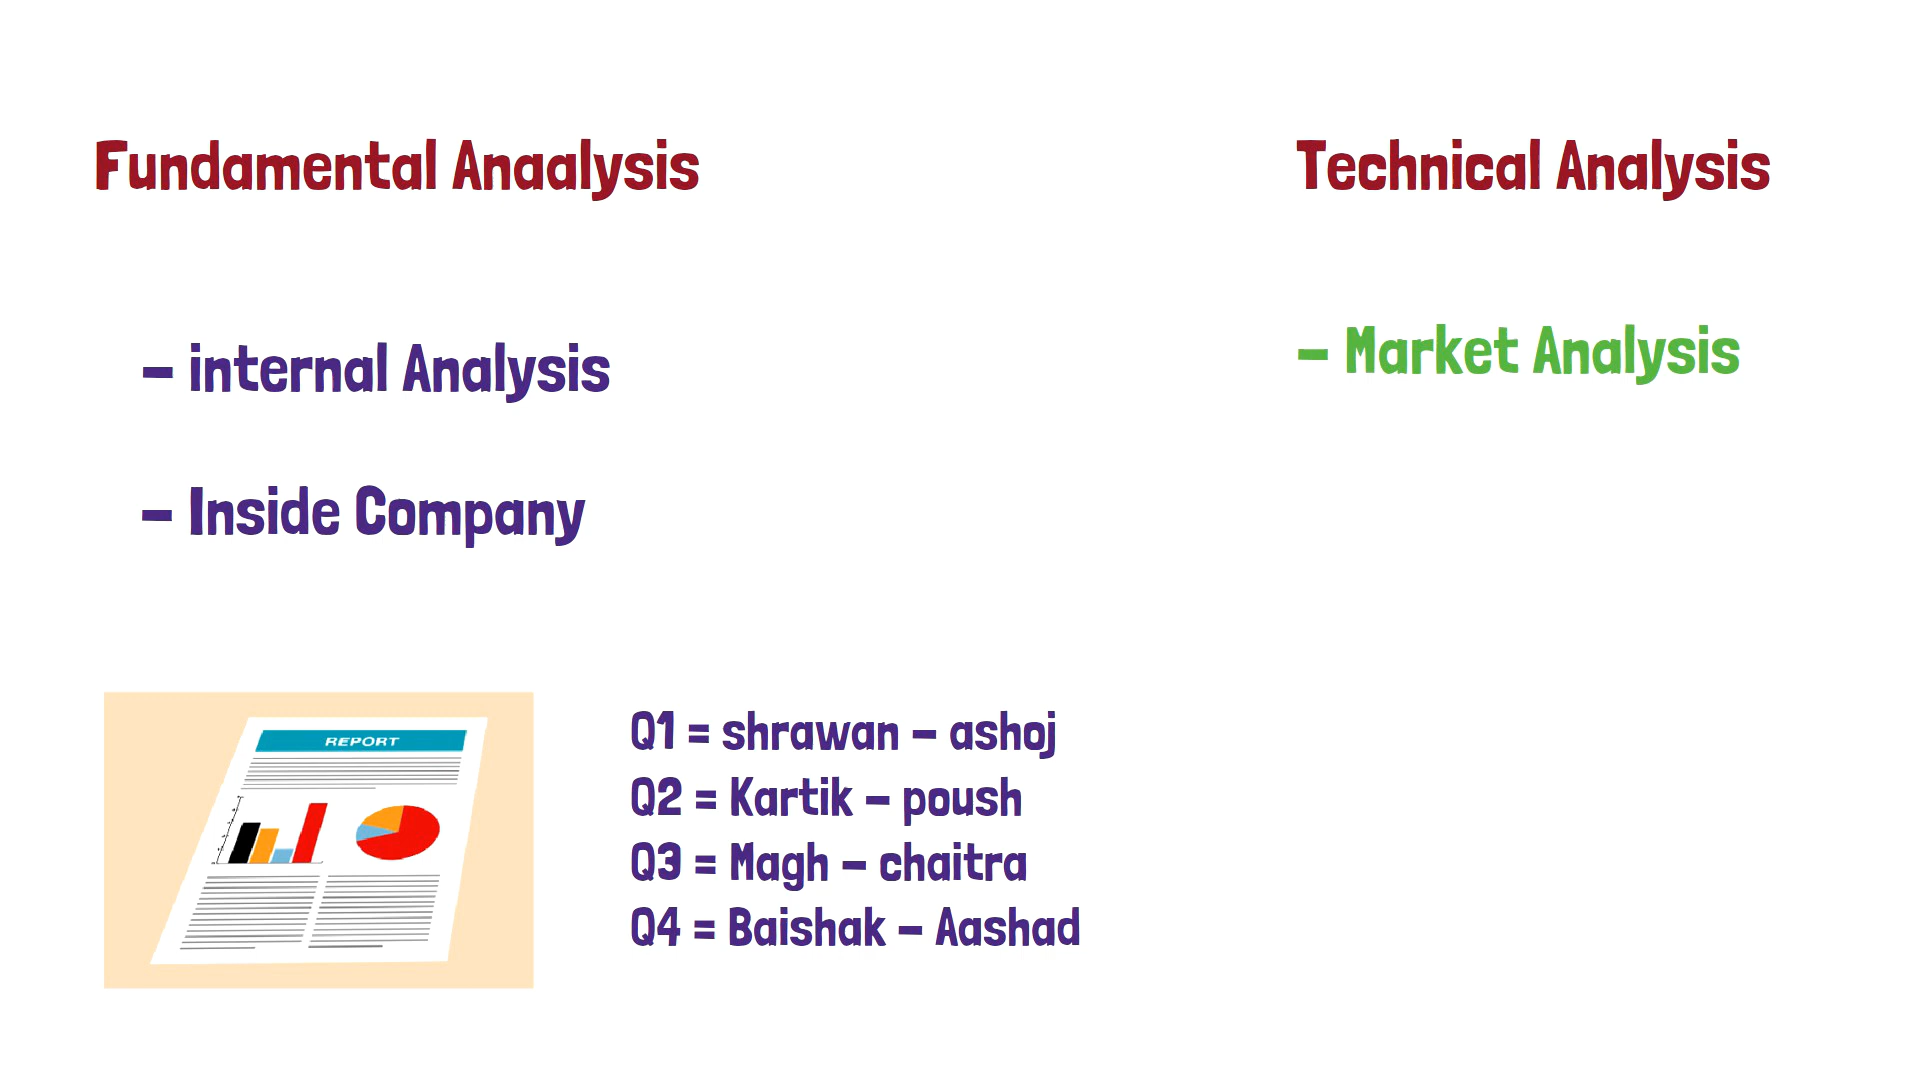 Fundamental Anaalysis
- internal Analysis
- Inside Company
Technical Analysis
- Market Analysis
REPORT
Q1 = shrawan - ashoj
Q2 = Kartik - poush
Q3 = Magh - chaitra
Q4 = Baishak - Aashad